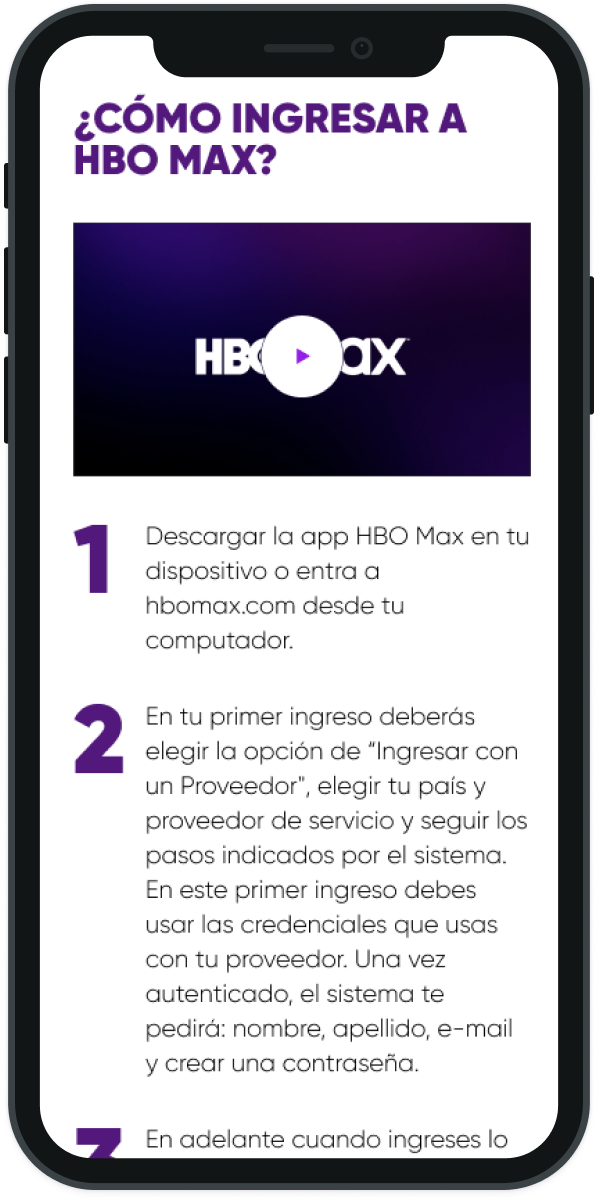 ¿CÓMO INGRESAR A
HBO MAX?
HBO
1
Descargar la app HBO Max en tu
dispositivo o entra a
hbomax.com desde tu
computador.
2
En tu primer ingreso deberás
elegir la opción de “Ingresar con
un Proveedor", elegir tu país y
proveedor de servicio y seguir los
pasos indicados por el sistema.
En este primer ingreso debes
usar las credenciales que usas
con tu proveedor. Una vez
autenticado, el sistema te
pedirá: nombre, apellido, e-mail
y crear una contraseña.
3
En adelante cuando ingreses lo